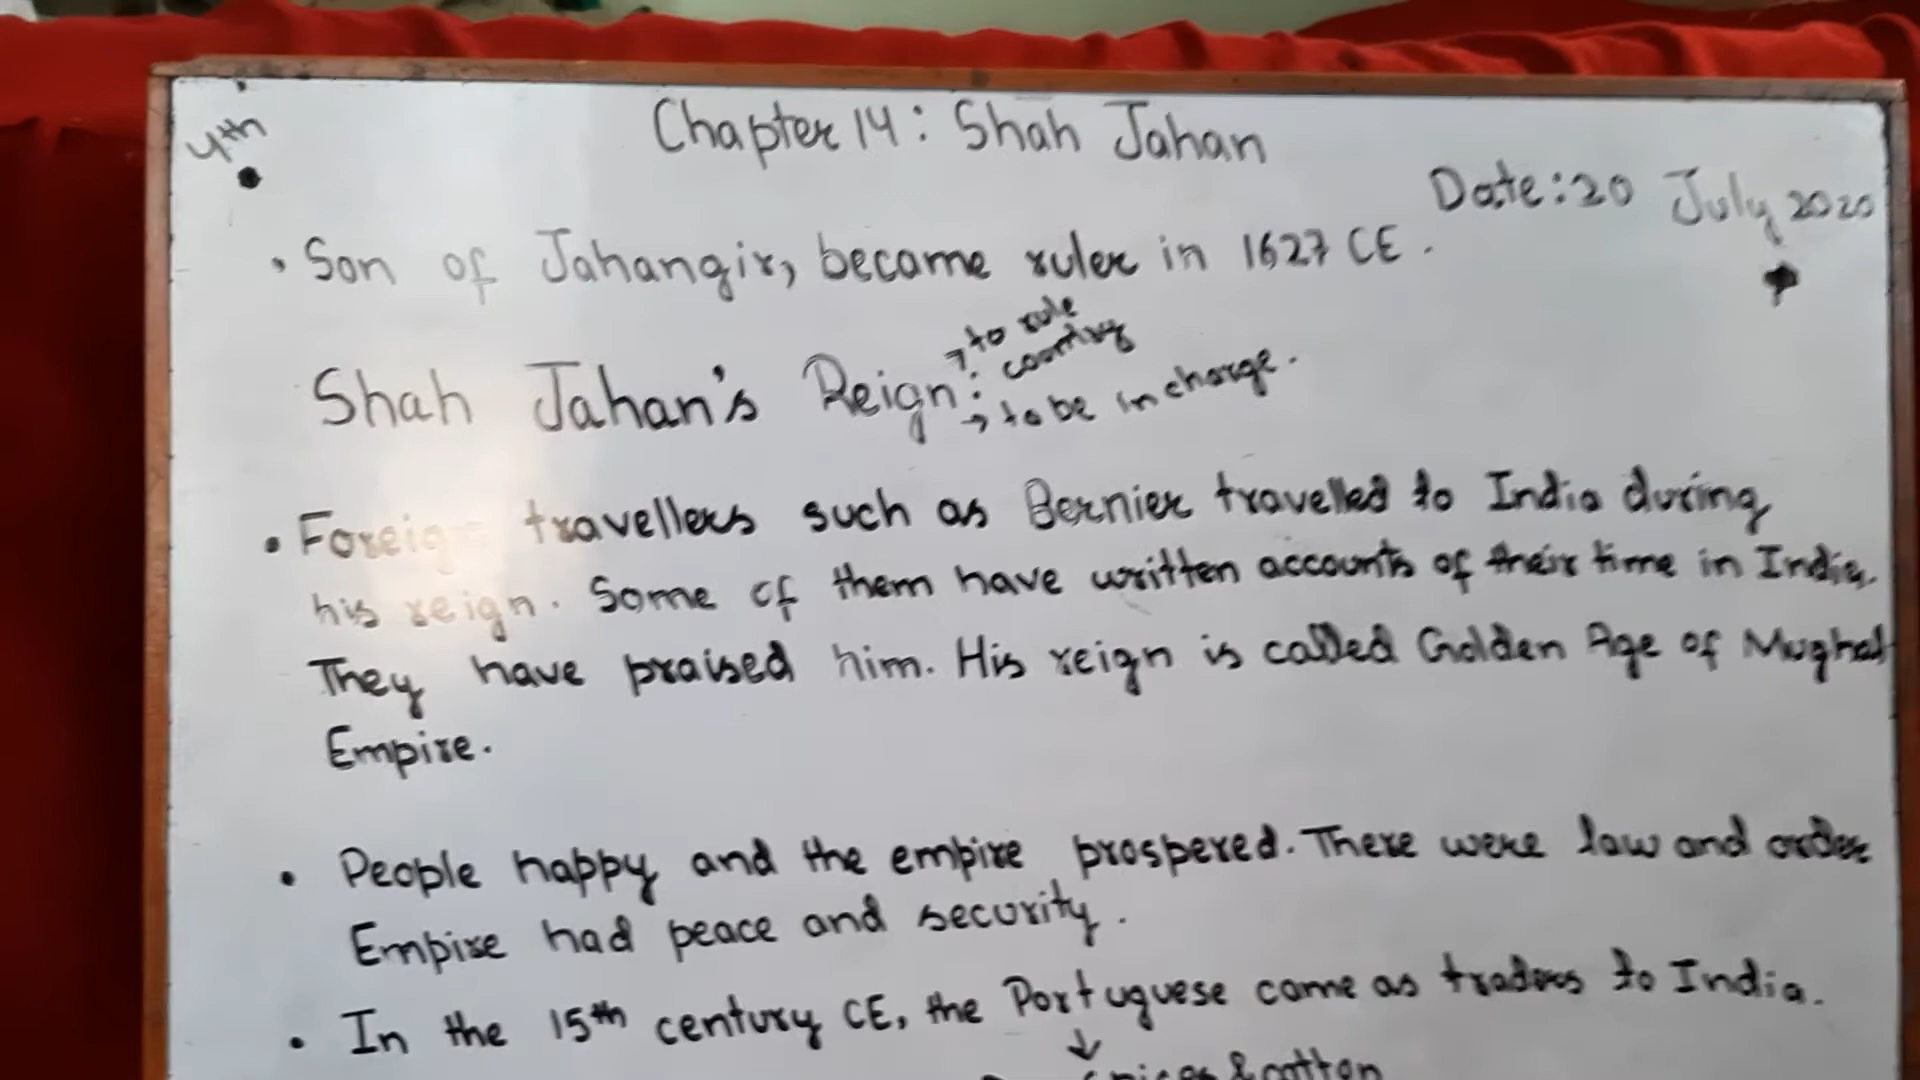 4th
Chapter 14: Shah Jahan
Date: 20 July 2020
• Son of Jahangir, became ruler in 1627 CE.
Shah Jahan's Reign:
→ to rule
country
→ to be in charge.
• Foreign travellers such as Bernier travelled to India during
his reign. Some of them have written accounts of their time in India.
They have praised him. His reign is called Golden Age of Mughal
Empire.
• People happy and the empire prospered. There were law and order
Empire had peace and security.
• In the 15th century CE, the Portuguese came as traders to India.
↓
spices & cotton